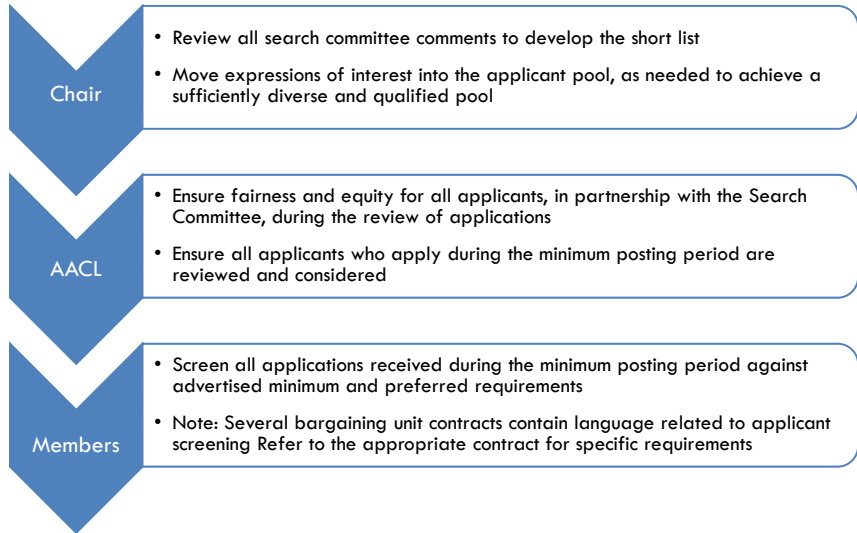 Chair
• Review all search committee comments to develop the short list
• Move expressions of interest into the applicant pool, as needed to achieve a
sufficiently diverse and qualified pool
AACL
• Ensure fairness and equity for all applicants, in partnership with the Search
Committee, during the review of applications
• Ensure all applicants who apply during the minimum posting period are
reviewed and considered
Members
• Screen all applications received during the minimum posting period against
advertised minimum and preferred requirements
• Note: Several bargaining unit contracts contain language related to applicant
screening Refer to the appropriate contract for specific requirements